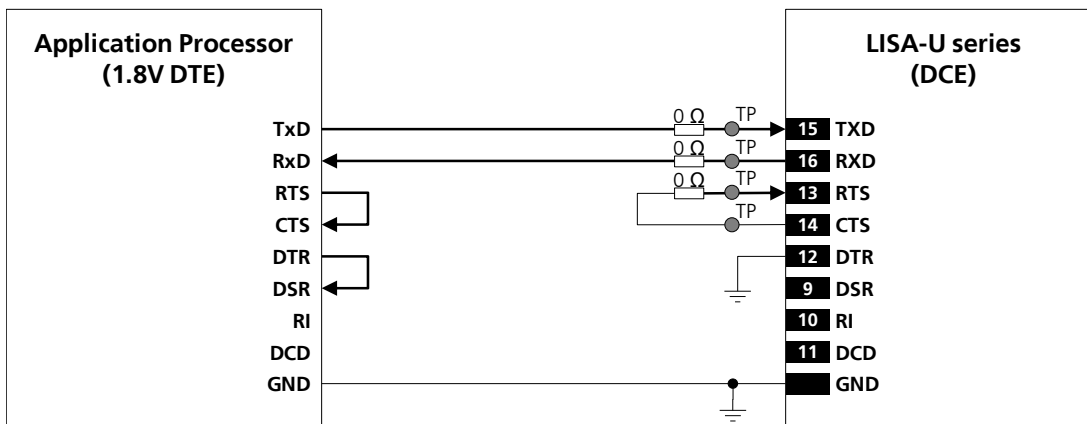 Application Processor
(1.8V DTE)
LISA-U series
(DCE)
TxD
0 Ω
TP
15
TXD
RxD
0 Ω
TP
16
RXD
RTS
0 Ω
TP
13
RTS
CTS
TP
14
CTS
DTR
12
DTR
DSR
9
DSR
RI
10
RI
DCD
11
DCD
GND
GND